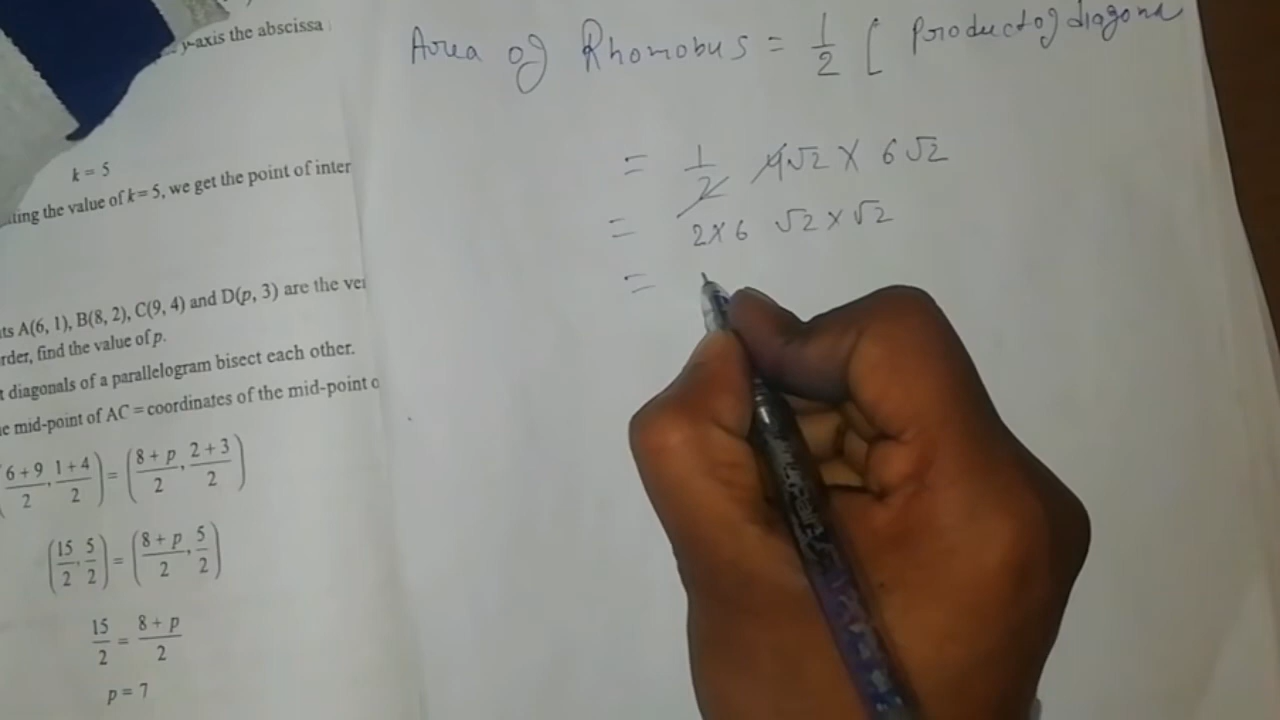 y-axis the abscissa
k = 5
ting the value of k = 5, we get the point of inter
ts A(6, 1), B(8, 2), C(9, 4) and D(p, 3) are the ver
rder, find the value of p.
t diagonals of a parallelogram bisect each other.
e mid-point of AC = coordinates of the mid-point o
(6 + 9/2, 1 + 4/2) = (8 + p/2, 2 + 3/2)
(15/2, 5/2) = (8 + p/2, 5/2)
15/2 = 8 + p/2
p = 7
Area of Rhomobus = 1/2 [ Product of diagona
= 1/2 4√2 × 6√2
= 2×6 √2×√2
=